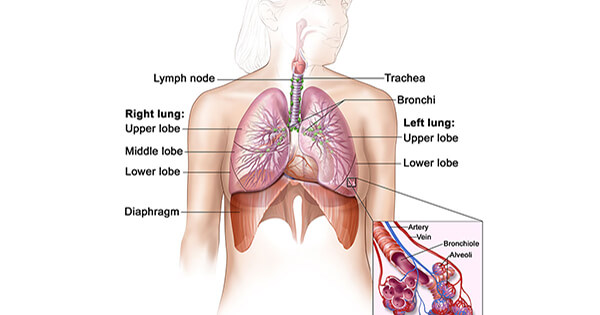 Lymph node
Trachea
Bronchi
Right lung:
Upper lobe
Middle lobe
Lower lobe
Left lung:
Upper lobe
Lower lobe
Diaphragm
Artery
Vein
Bronchiole
Alveoli